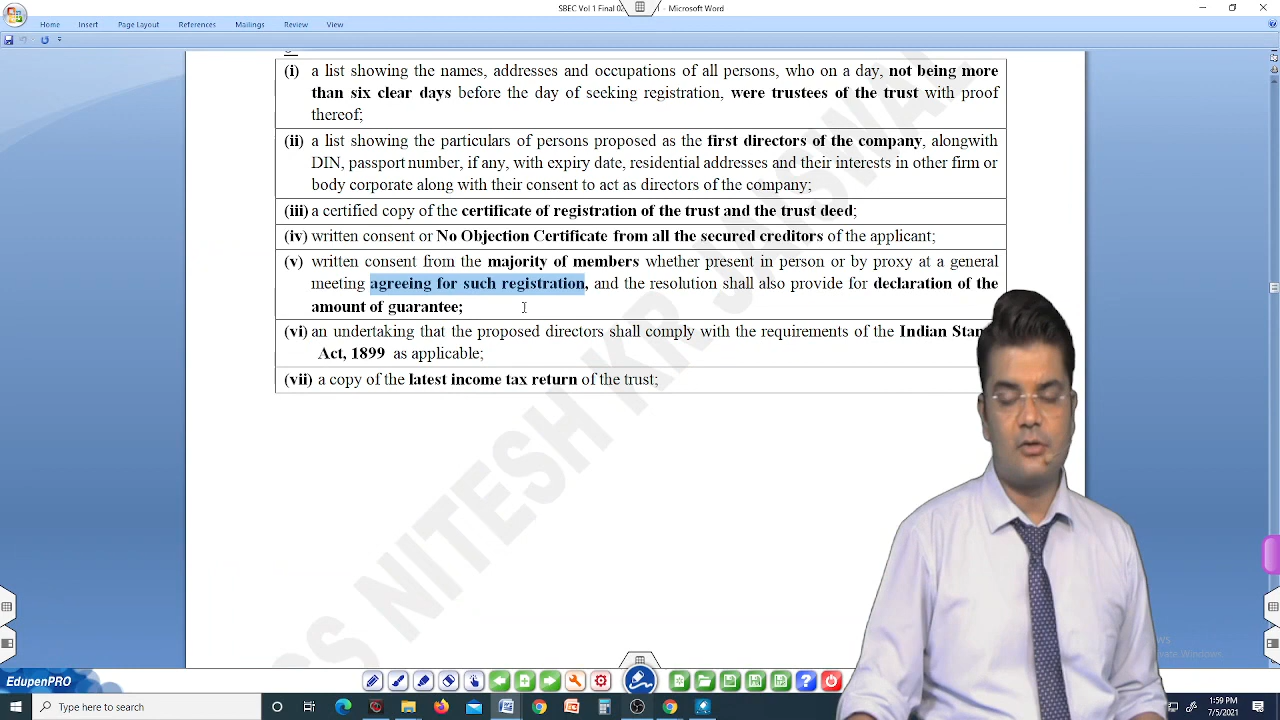 SBEC Vol 1 Final
Microsoft Word
Home Insert Page Layout References Mailings Review View
(i) a list showing the names, addresses and occupations of all persons, who on a day, not being more
than six clear days before the day of seeking registration, were trustees of the trust with proof
thereof;
(ii) a list showing the particulars of persons proposed as the first directors of the company, alongwith
DIN, passport number, if any, with expiry date, residential addresses and their interests in other firm or
body corporate along with their consent to act as directors of the company;
(iii) a certified copy of the certificate of registration of the trust and the trust deed;
(iv) written consent or No Objection Certificate from all the secured creditors of the applicant;
(v) written consent from the majority of members whether present in person or by proxy at a general
meeting agreeing for such registration, and the resolution shall also provide for declaration of the
amount of guarantee;
(vi) an undertaking that the proposed directors shall comply with the requirements of the Indian
Act, 1899 as applicable;
(vii) a copy of the latest income tax return of the trust;
NITESH KR JASWAL
EdupenPRO
Type here to search
1:59 PM
7/5/2021